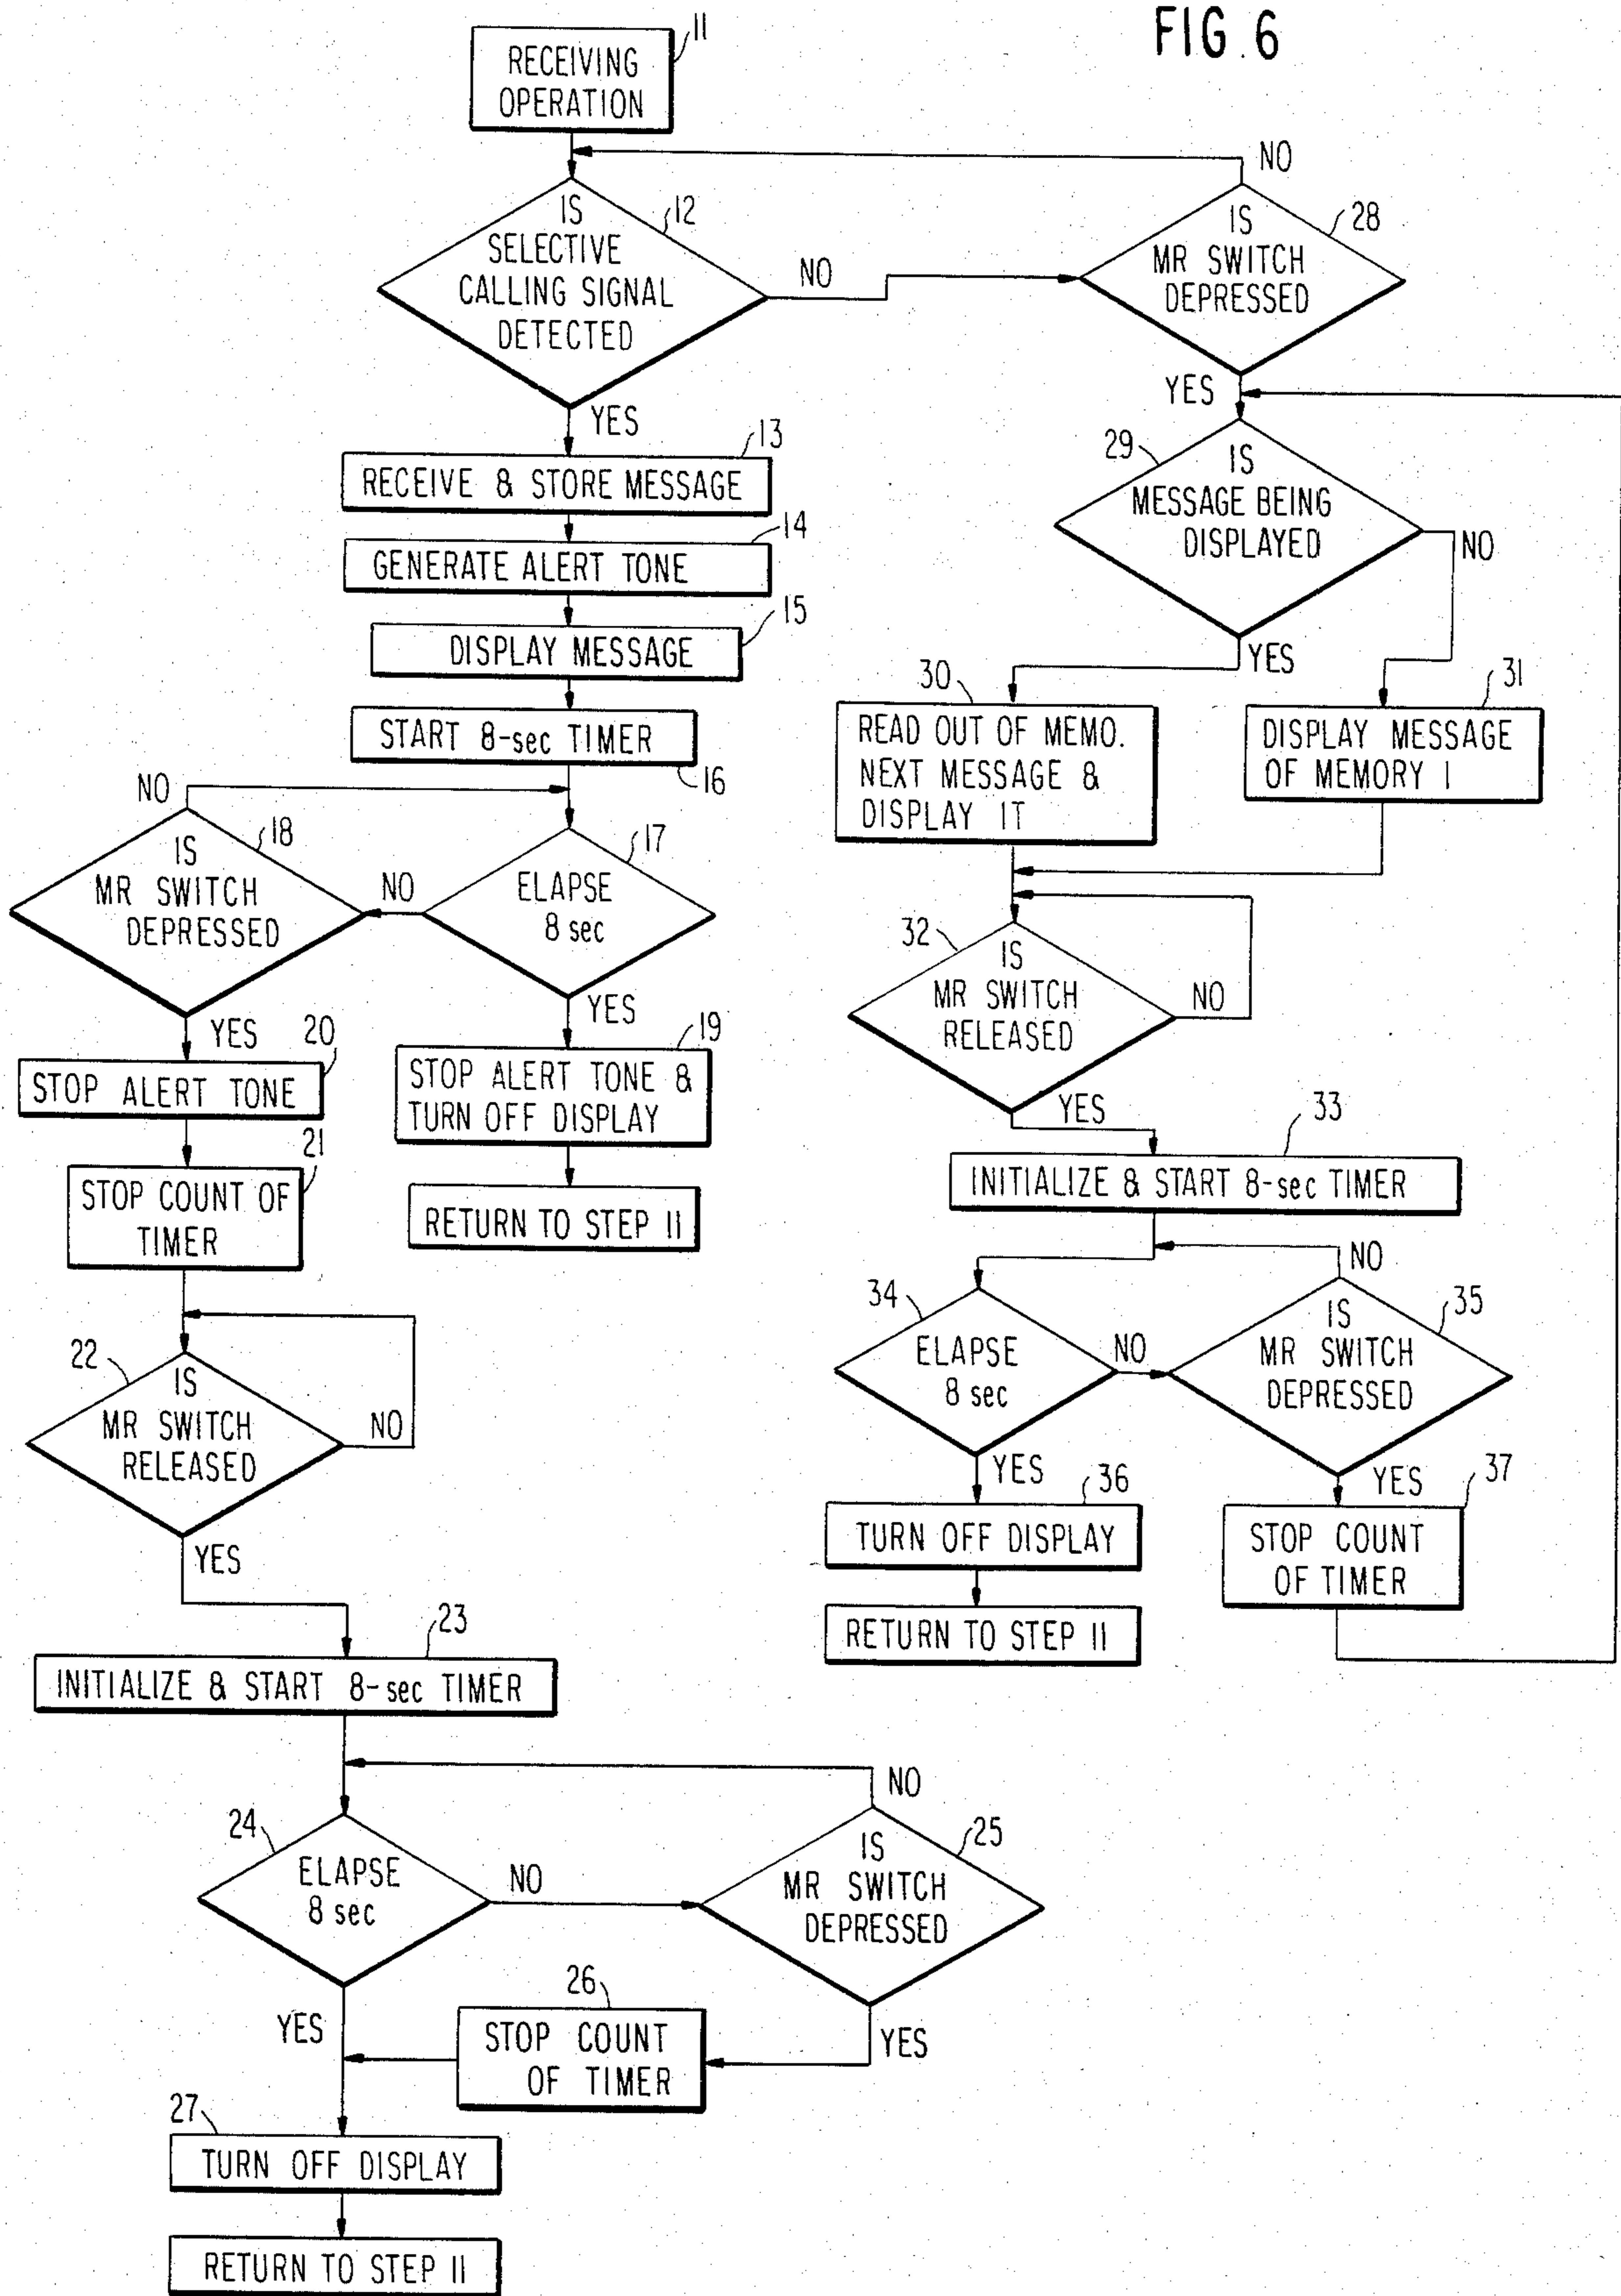 FIG. 6
11
RECEIVING
OPERATION
NO
IS
SELECTIVE
CALLING SIGNAL
DETECTED
12
NO
YES
IS
MR SWITCH
DEPRESSED
28
YES
13
RECEIVE & STORE MESSAGE
14
GENERATE ALERT TONE
15
DISPLAY MESSAGE
START 8-sec TIMER
16
NO
18
IS
MR SWITCH
DEPRESSED
NO
17
ELAPSE
8 sec
YES
20
STOP ALERT TONE
YES
19
STOP ALERT TONE &
TURN OFF DISPLAY
RETURN TO STEP 11
21
STOP COUNT OF
TIMER
22
IS
MR SWITCH
RELEASED
NO
YES
23
INITIALIZE & START 8-sec TIMER
24
ELAPSE
8 sec
NO
NO
25
IS
MR SWITCH
DEPRESSED
YES
26
STOP COUNT
OF TIMER
YES
27
TURN OFF DISPLAY
RETURN TO STEP 11
29
IS
MESSAGE BEING
DISPLAYED
NO
YES
30
READ OUT OF MEMO.
NEXT MESSAGE &
DISPLAY IT
31
DISPLAY MESSAGE
OF MEMORY 1
32
IS
MR SWITCH
RELEASED
NO
YES
33
INITIALIZE & START 8-sec TIMER
NO
34
ELAPSE
8 sec
NO
35
IS
MR SWITCH
DEPRESSED
YES
36
TURN OFF DISPLAY
RETURN TO STEP 11
YES
37
STOP COUNT
OF TIMER